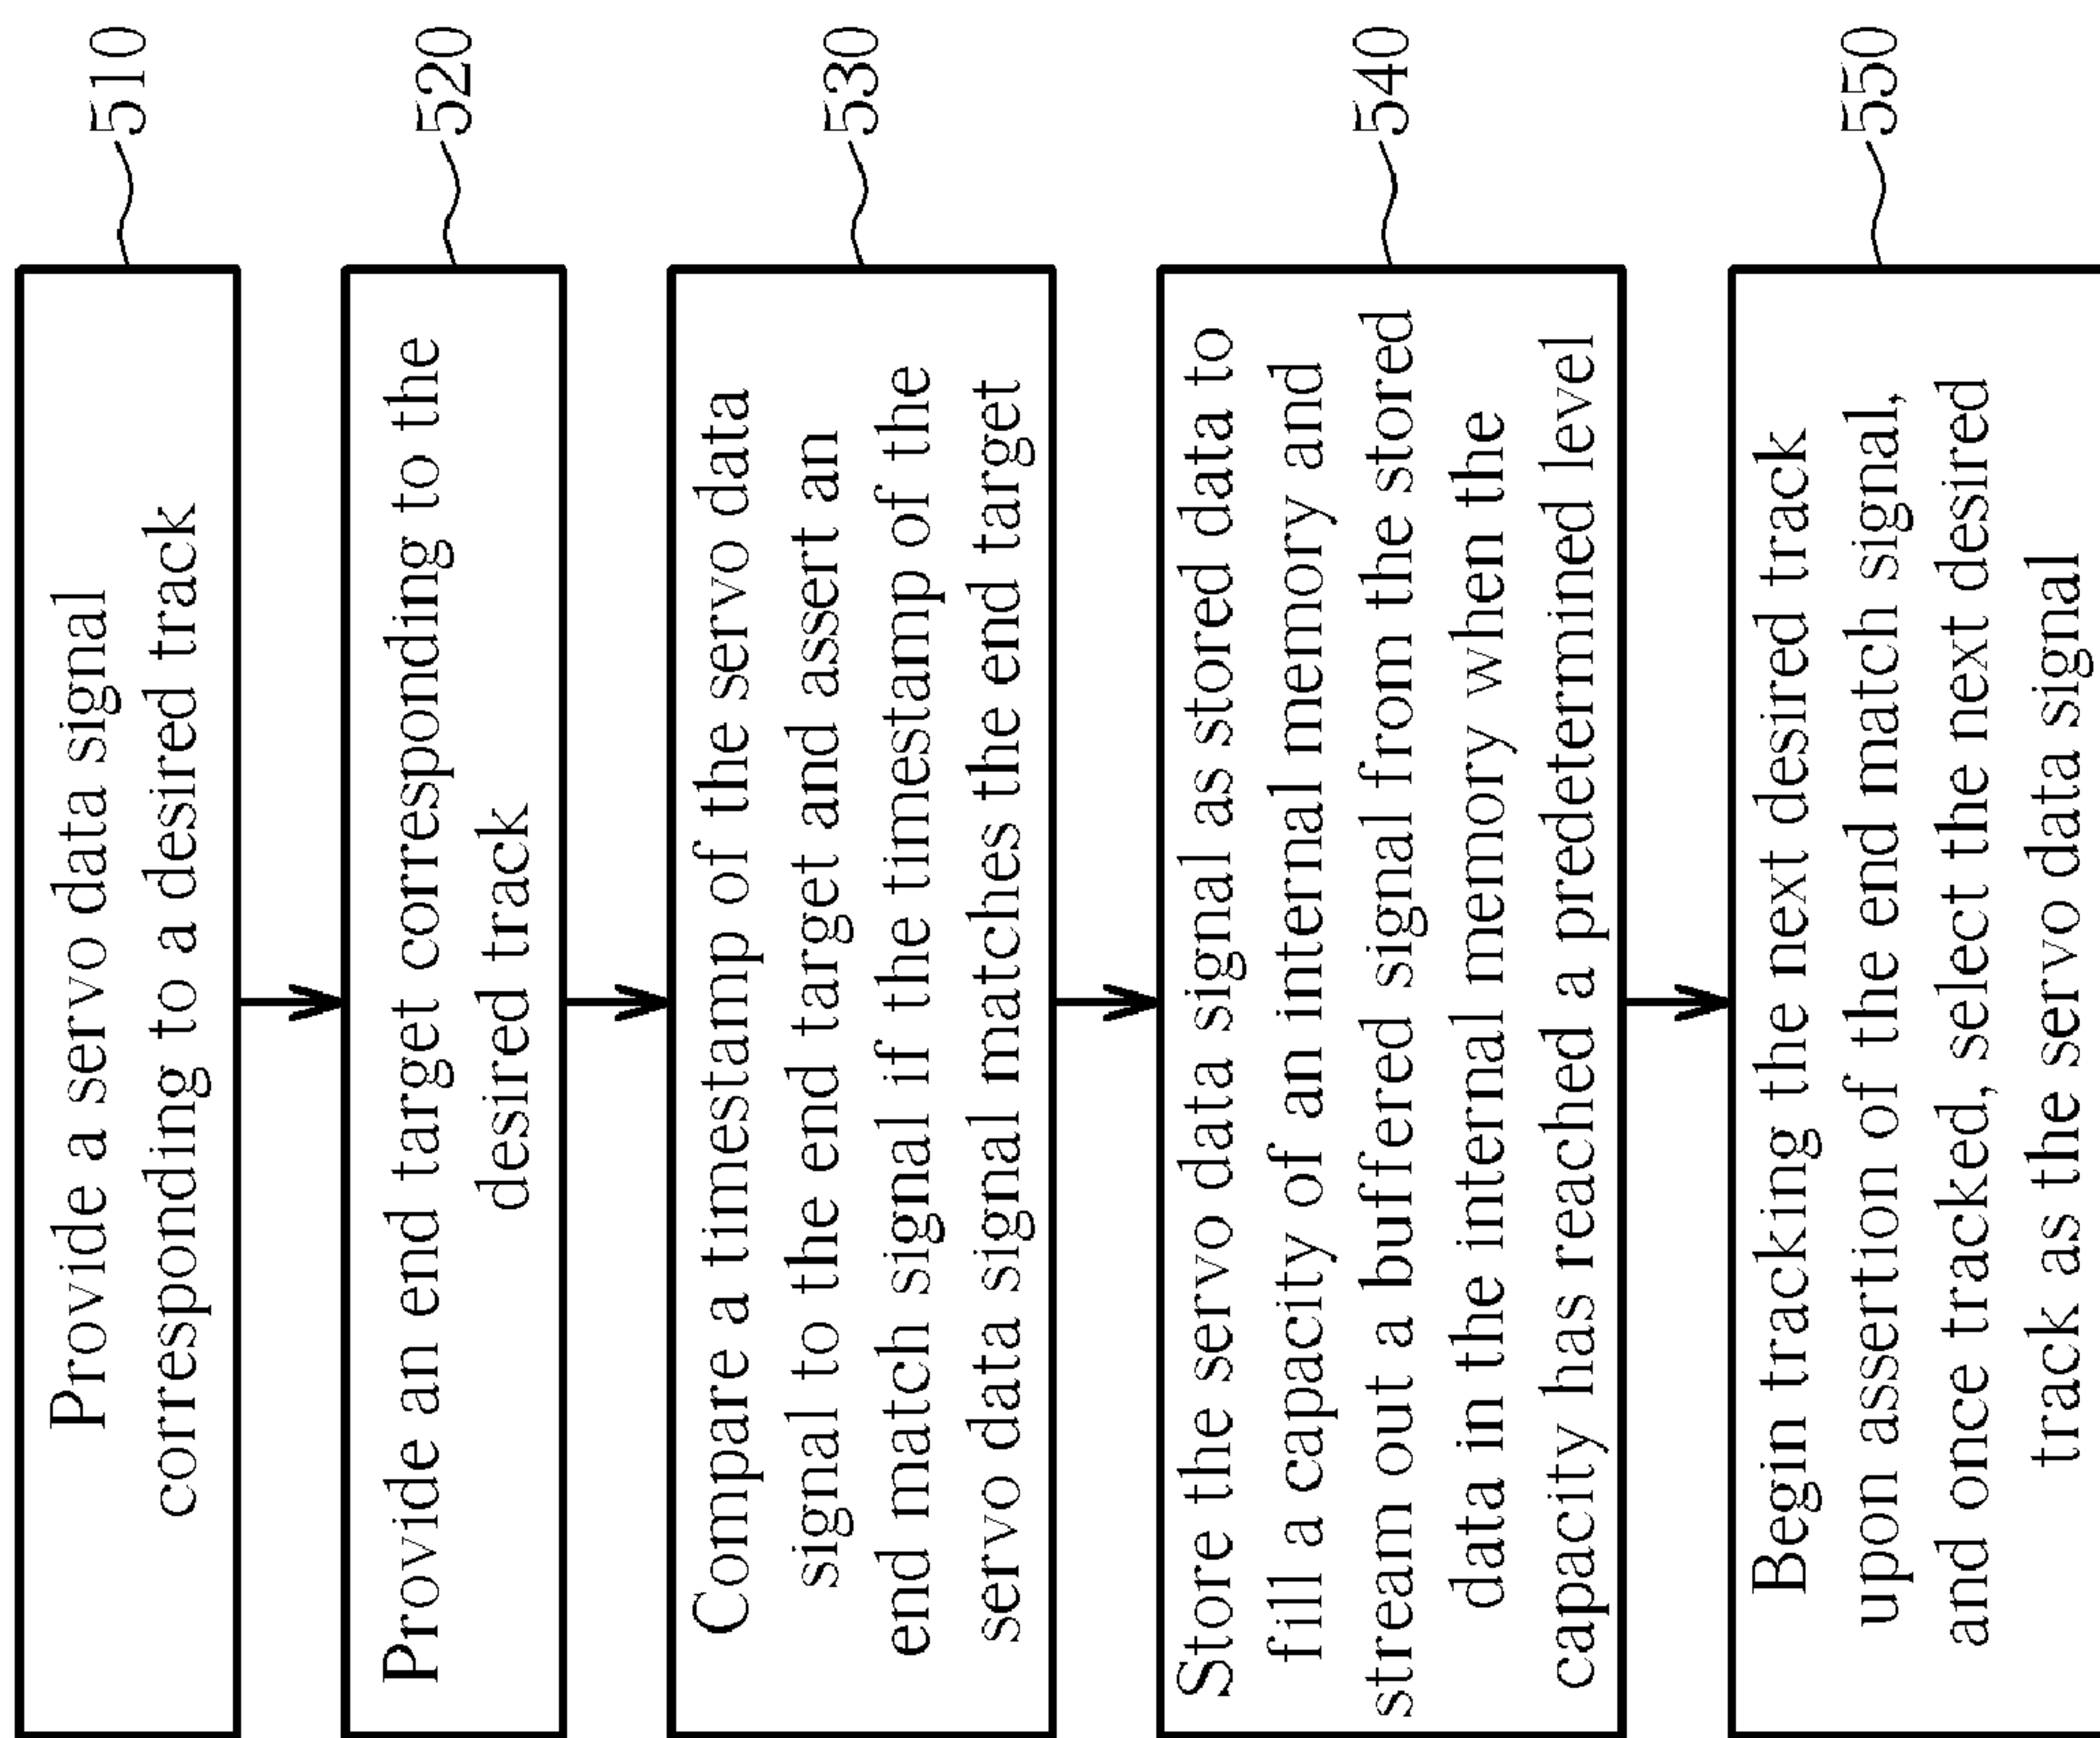 Provide a servo data signal
corresponding to a desired track
510
Provide an end target corresponding to the
desired track
520
Compare a timestamp of the servo data
signal to the end target and assert an
end match signal if the timestamp of the
servo data signal matches the end target
530
Store the servo data signal as stored data to
fill a capacity of an internal memory and
stream out a buffered signal from the stored
data in the internal memory when the
capacity has reached a predetermined level
540
Begin tracking the next desired track
upon assertion of the end match signal,
and once tracked, select the next desired
track as the servo data signal
550